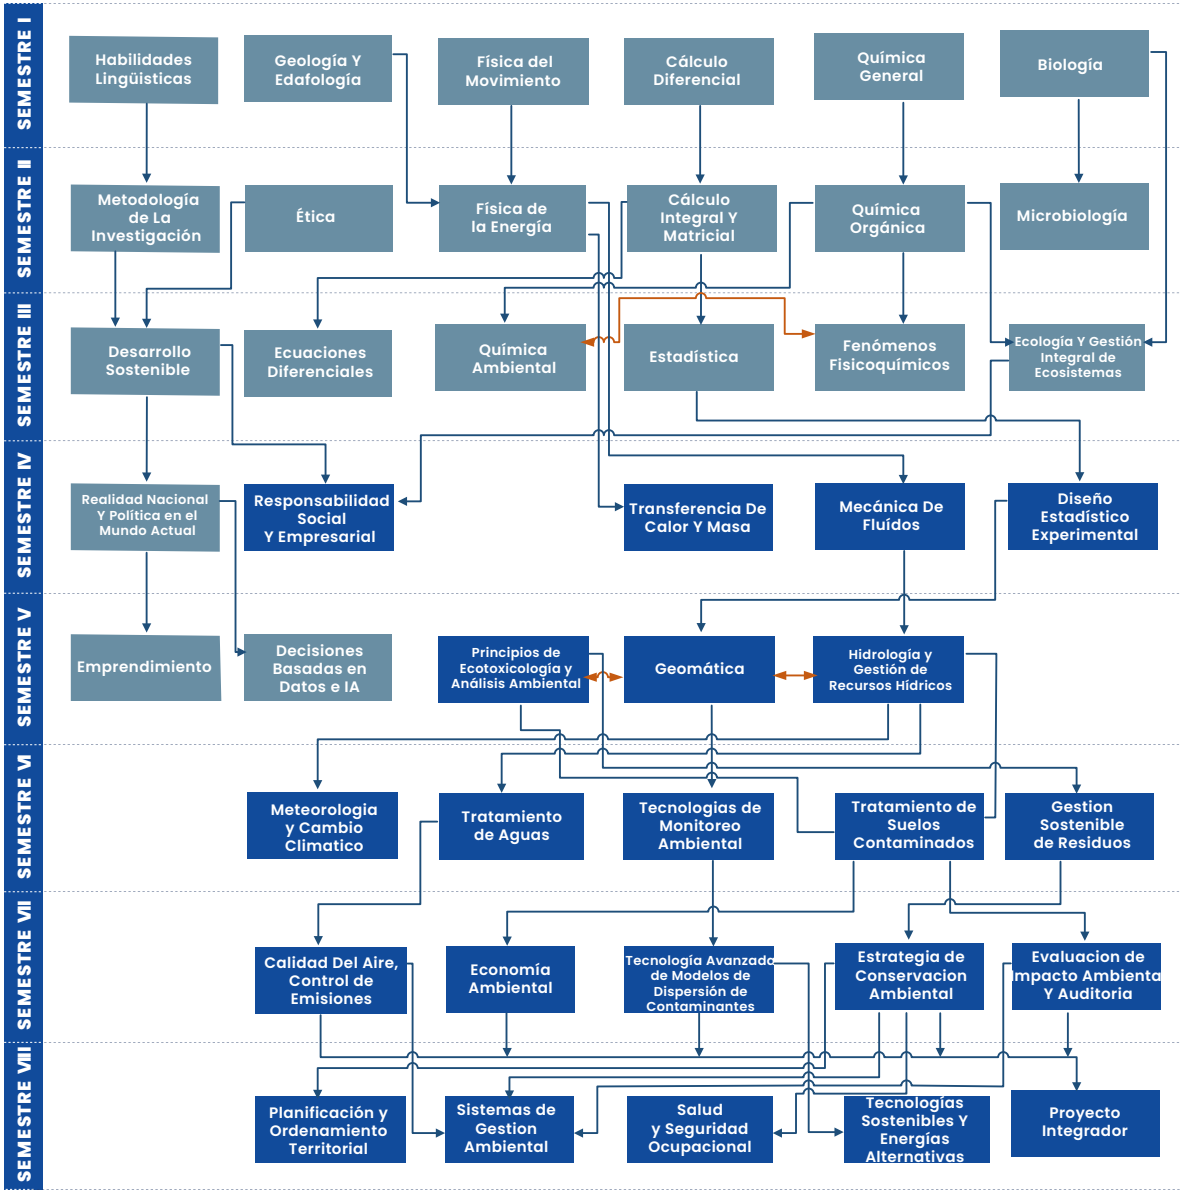 SEMESTRE I
Habilidades
Lingüisticas
Geología Y
Edafología
Física del
Movimiento
Cálculo
Diferencial
Química
General
Biología
SEMESTRE II
Metodología
de La
Investigación
Ética
Física de
la Energía
Cálculo
Integral Y
Matricial
Química
Orgánica
Microbiología
SEMESTRE III
Desarrollo
Sostenible
Ecuaciones
Diferenciales
Química
Ambiental
Estadística
Fenómenos
Fisicoquímicos
Ecología Y Gestión
Integral de
Ecosistemas
SEMESTRE IV
Realidad Nacional
Y Política en el
Mundo Actual
Responsabilidad
Social
Y Empresarial
Transferencia De
Calor Y Masa
Mecánica De
Fluídos
Diseño
Estadístico
Experimental
SEMESTRE V
Emprendimiento
Decisiones
Basadas en
Datos e IA
Principios de
Ecotoxicología y
Análisis Ambiental
Geomática
Hidrología y
Gestión de
Recursos Hídricos
SEMESTRE VI
Meteorologia
y Cambio
Climatico
Tratamiento
de Aguas
Tecnologias de
Monitoreo
Ambiental
Tratamiento de
Suelos
Contaminados
Gestion
Sostenible
de Residuos
SEMESTRE VII
Calidad Del Aire,
Control de
Emisiones
Economía
Ambiental
Tecnología Avanzada
de Modelos de
Dispersión de
Contaminantes
Estrategia de
Conservacion
Ambiental
Evaluacion de
Impacto Ambienta
Y Auditoria
SEMESTRE VIII
Planificación y
Ordenamiento
Territorial
Sistemas de
Gestion
Ambiental
Salud
y Seguridad
Ocupacional
Tecnologías
Sostenibles Y
Energías
Alternativas
Proyecto
Integrador